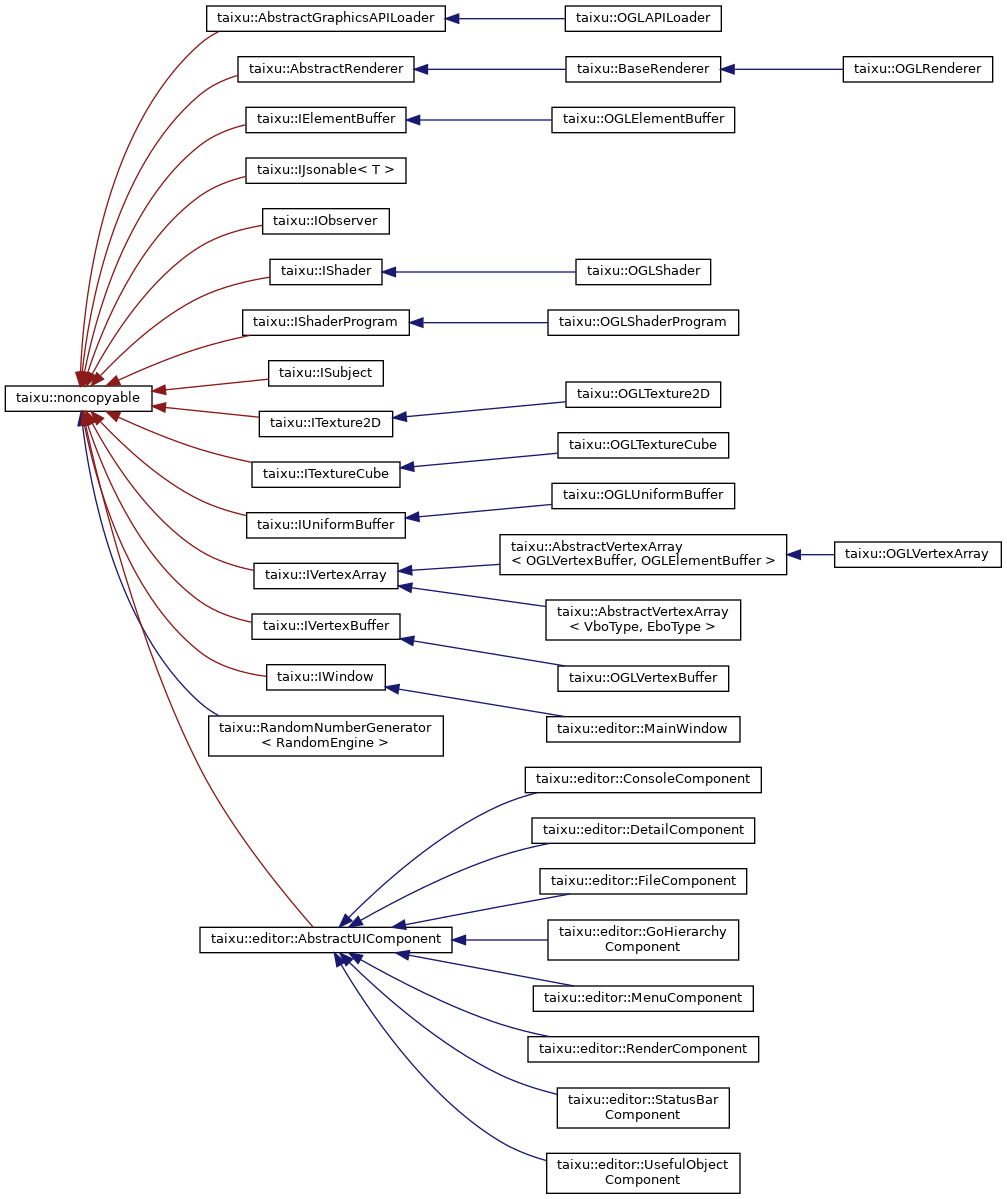 taixu::AbstractGraphicsAPILoader
taixu::OGLAPILoader
taixu::AbstractRenderer
taixu::BaseRenderer
taixu::OGLRenderer
taixu::IElementBuffer
taixu::OGLElementBuffer
taixu::IJsonable< T >
taixu::IObserver
taixu::IShader
taixu::OGLShader
taixu::IShaderProgram
taixu::OGLShaderProgram
taixu::ISubject
taixu::noncopyable
taixu::ITexture2D
taixu::OGLTexture2D
taixu::ITextureCube
taixu::OGLTextureCube
taixu::IUniformBuffer
taixu::OGLUniformBuffer
taixu::IVertexArray
taixu::AbstractVertexArray
< OGLVertexBuffer, OGLElementBuffer >
taixu::OGLVertexArray
taixu::AbstractVertexArray
< VboType, EboType >
taixu::IVertexBuffer
taixu::OGLVertexBuffer
taixu::IWindow
taixu::editor::MainWindow
taixu::RandomNumberGenerator
< RandomEngine >
taixu::editor::ConsoleComponent
taixu::editor::DetailComponent
taixu::editor::FileComponent
taixu::editor::AbstractUIComponent
taixu::editor::GoHierarchy
Component
taixu::editor::MenuComponent
taixu::editor::RenderComponent
taixu::editor::StatusBar
Component
taixu::editor::UsefulObject
Component